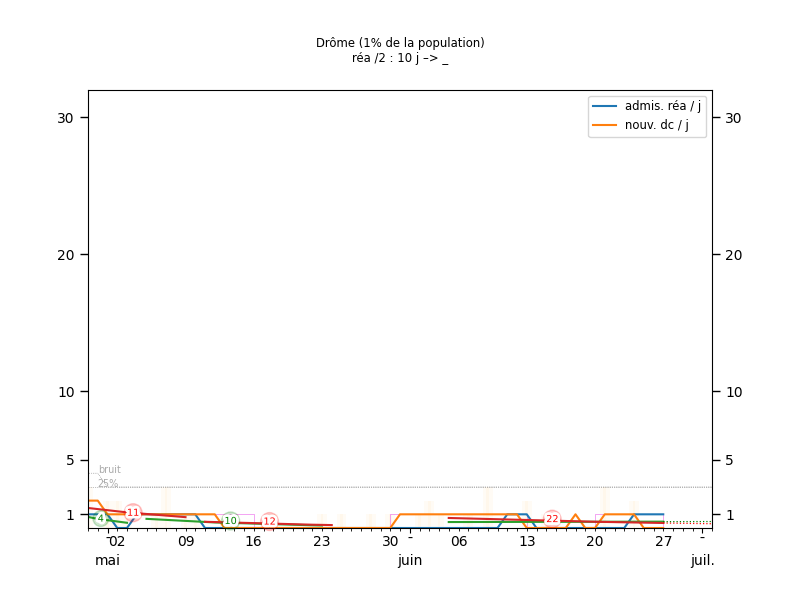 Drôme (1% de la population)
réa /2 : 10 j –> _
admis. réa / j
nouv. dc / j
30 30
20 20
10 10
5 5
1 1
bruit
25%
4 11 10 12 22
02 09 16 23 30 - 06 13 20 27 -
mai juin juil.